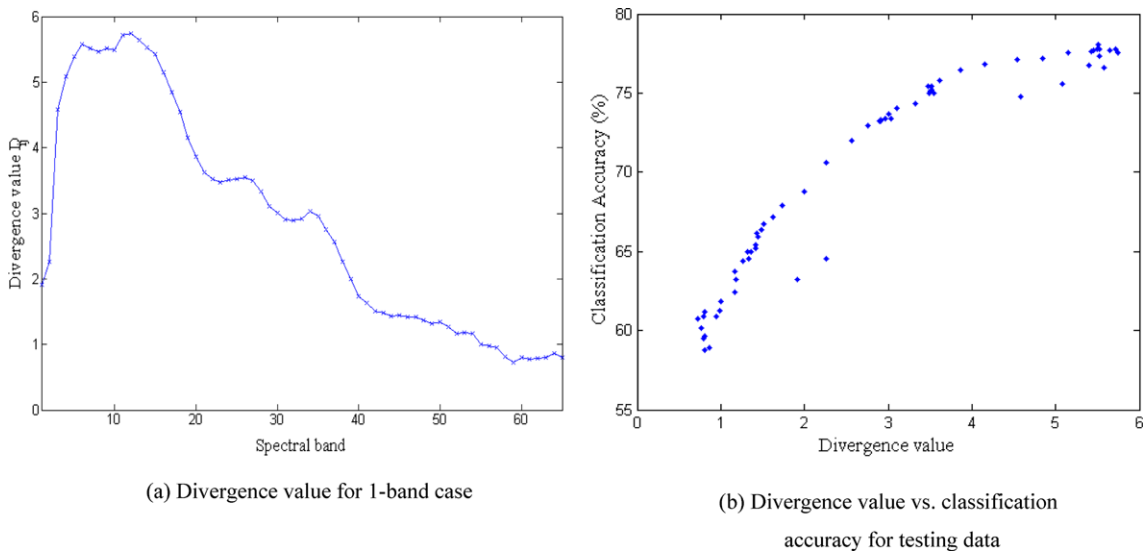 6
5
4
3
2
1
0
Divergence value D
10 20 30 40 50 60
Spectral band
(a) Divergence value for 1-band case
80
75
70
65
60
55
Classification Accuracy (%)
0 1 2 3 4 5 6
Divergence value
(b) Divergence value vs. classification
accuracy for testing data